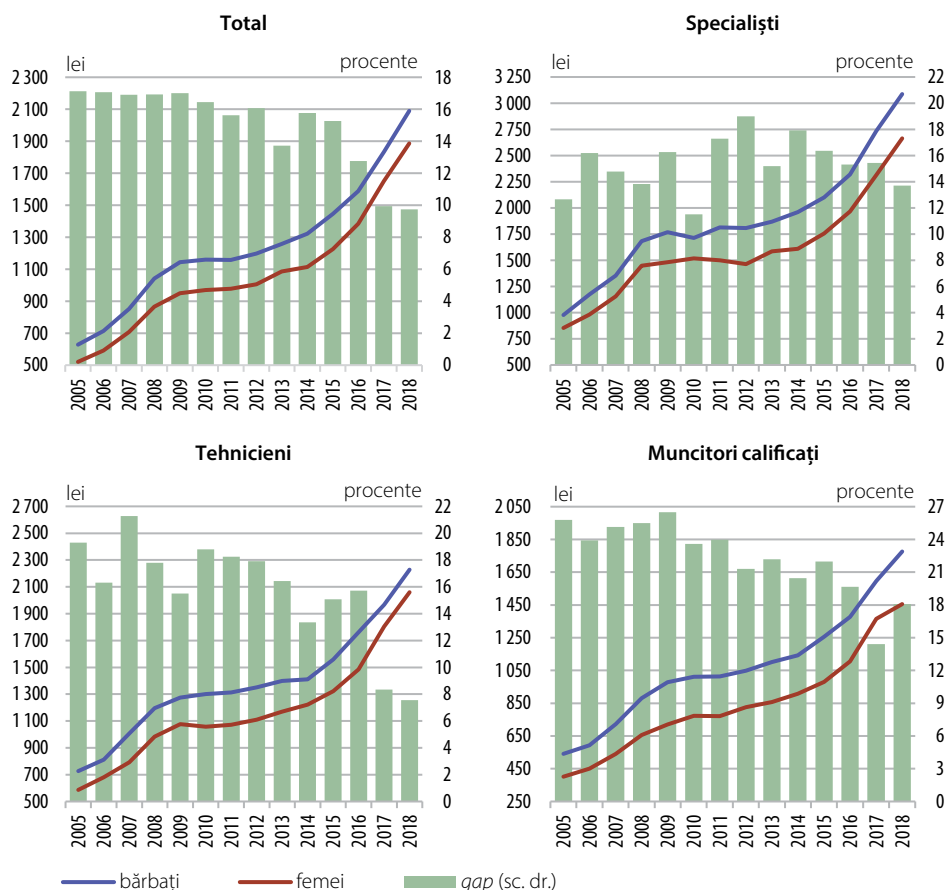 Total
lei procente
2 300 18
2 100 16
1 900 14
1 700 12
1 500 10
1 300 8
1 100 6
900 4
700 2
500 0
2005 2006 2007 2008 2009 2010 2011 2012 2013 2014 2015 2016 2017 2018
Specialiști
lei procente
3 250 22
3 000 20
2 750 18
2 500 16
2 250 14
2 000 12
1 750 10
1 500 8
1 250 6
1 000 4
750 2
500 0
2005 2006 2007 2008 2009 2010 2011 2012 2013 2014 2015 2016 2017 2018
Tehnicieni
lei procente
2 700 22
2 500 20
2 300 18
2 100 16
1 900 14
1 700 12
1 500 10
1 300 8
1 100 6
900 4
700 2
500 0
2005 2006 2007 2008 2009 2010 2011 2012 2013 2014 2015 2016 2017 2018
Muncitori calificați
lei procente
2 050 27
1 850 24
1 650 21
1 450 18
1 250 15
1 050 12
850 9
650 6
450 3
250 0
2005 2006 2007 2008 2009 2010 2011 2012 2013 2014 2015 2016 2017 2018
bărbați femei gap (sc. dr.)